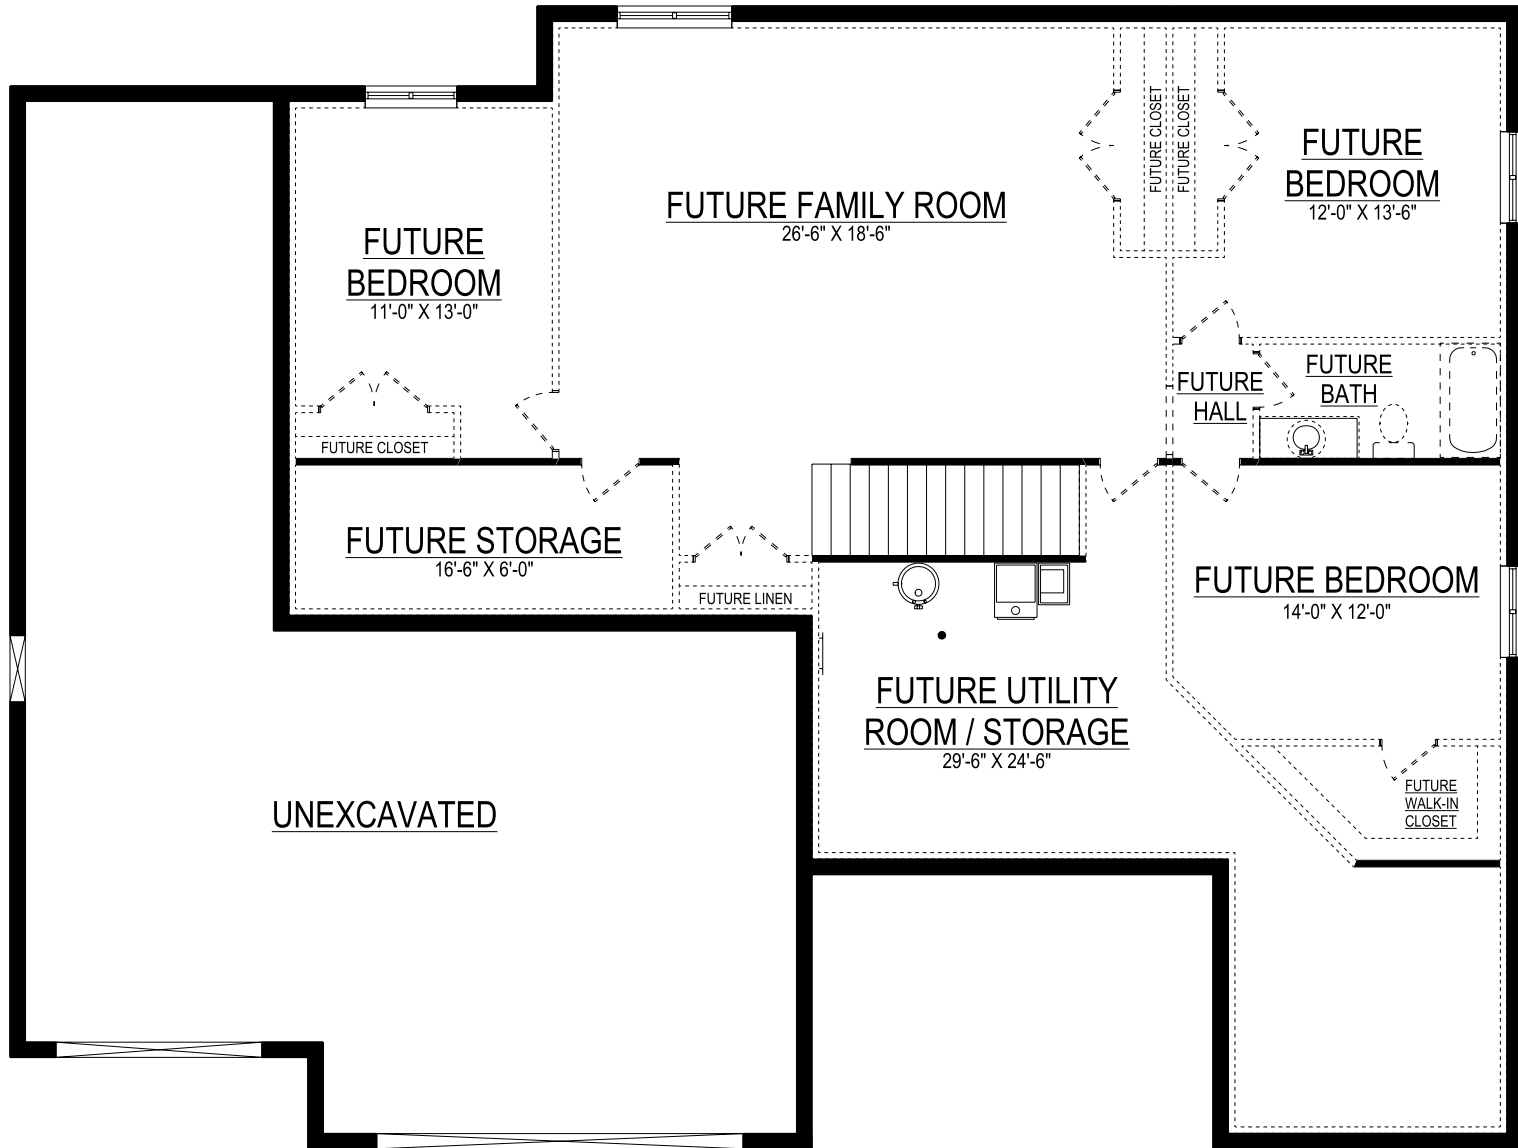 FUTURE
BEDROOM
11'-0" X 13'-0"
FUTURE CLOSET
FUTURE FAMILY ROOM
26'-6" X 18'-6"
FUTURE CLOSET
FUTURE CLOSET
FUTURE
BEDROOM
12'-0" X 13'-6"
FUTURE
HALL
FUTURE
BATH
FUTURE STORAGE
16'-6" X 6'-0"
FUTURE LINEN
FUTURE BEDROOM
14'-0" X 12'-0"
FUTURE UTILITY
ROOM / STORAGE
29'-6" X 24'-6"
FUTURE
WALK-IN
CLOSET
UNEXCAVATED